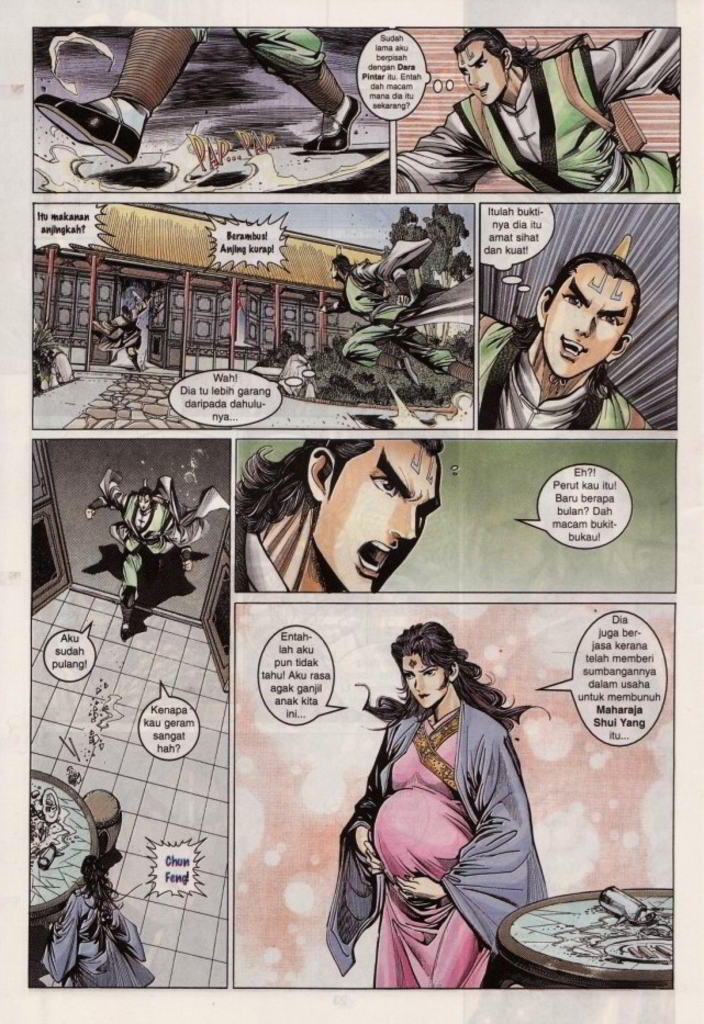 Sudah
lama aku
berpisah
dengan Dara
Pintar itu. Entah
dah macam
mana dia itu
sekarang?
PAP... PAP...
Itu makanan
anjingkah?
Berambus!
Anjing kurap!
Wah!
Dia tu lebih garang
daripada dahulu-
nya...
Itulah bukti-
nya dia itu
amat sihat
dan kuat!
Aku
sudah
pulang!
Kenapa
kau geram
sangat
hah?
Chun
Feng!
Eh?!
Perut kau itu!
Baru berapa
bulan? Dah
macam bukit-
bukau!
Entah-
lah aku
pun tidak
tahu! Aku rasa
agak ganjil
anak kita
ini...
Dia
juga ber-
jasa kerana
telah memberi
sumbangannya
dalam usaha
untuk membunuh
Maharaja
Shui Yang
itu...